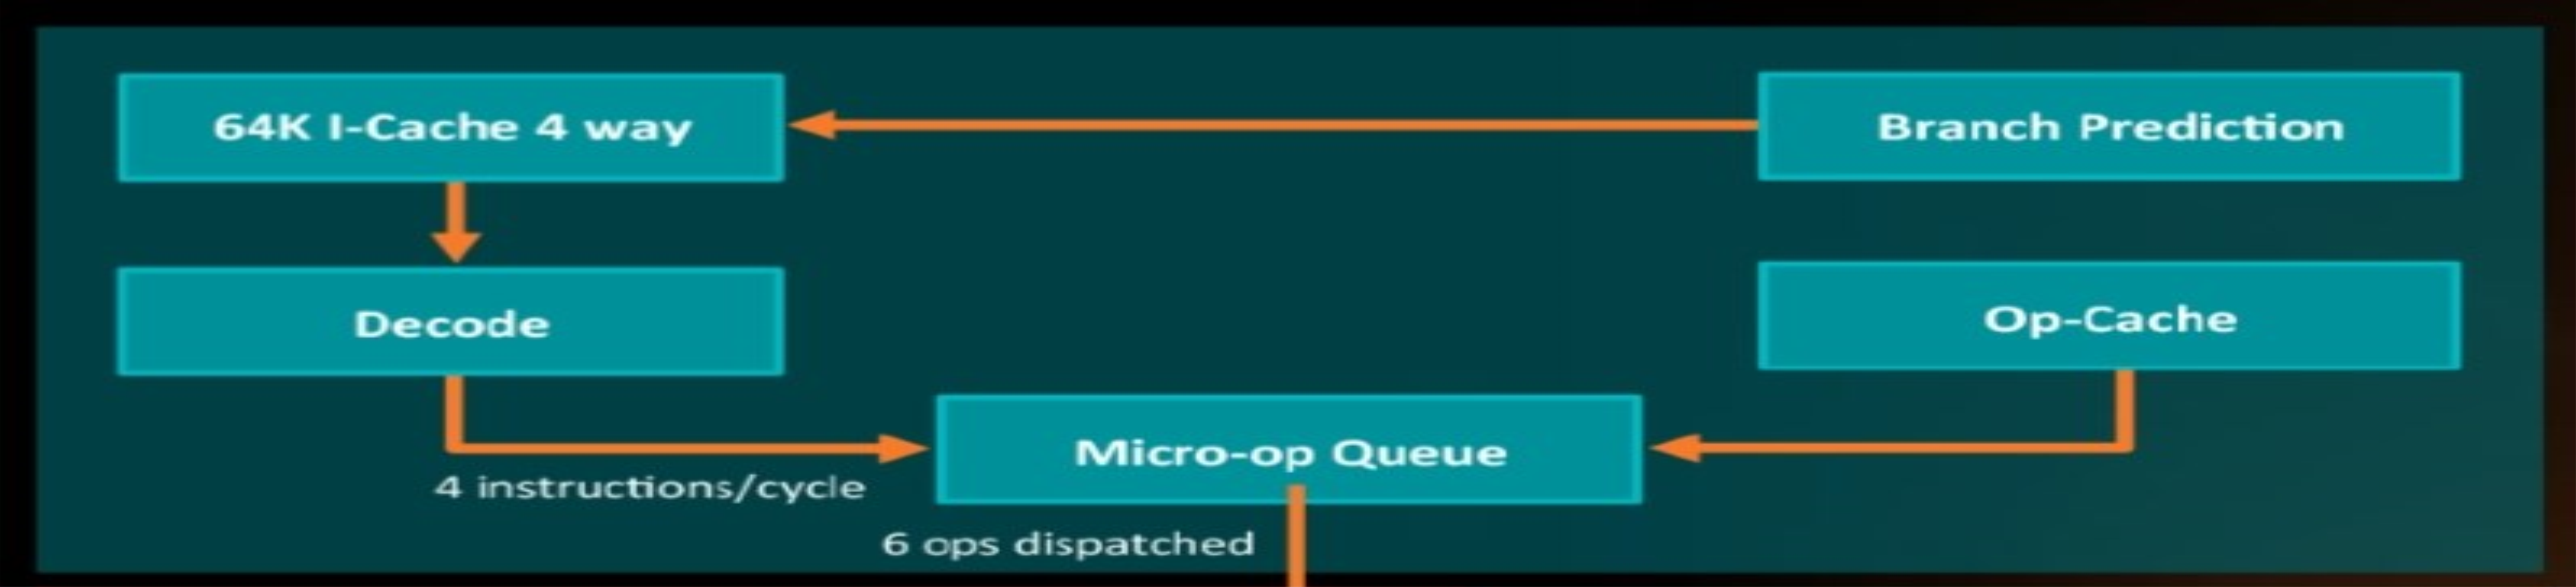 64K I-Cache 4 way
Branch Prediction
Decode
Op-Cache
Micro-op Queue
4 instructions/cycle
6 ops dispatched